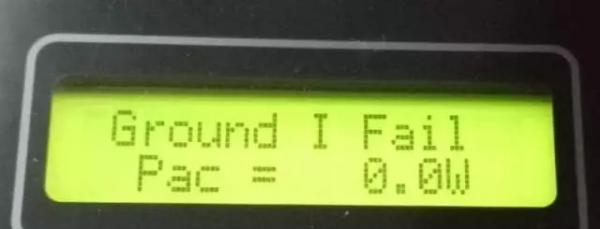 Ground I Fail
Pac = 0.0W